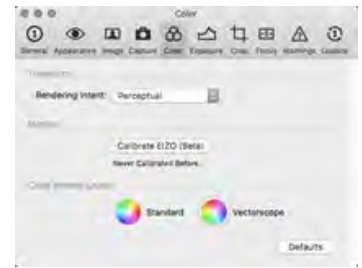 Color
General Appearance Image Capture Color Exposure Crop Focus Warnings Update
Rendering Intent: Perceptual
Calibrate EIZO (Beta)
Never Calibrated Before.
Standard Vectorscope
Defaults